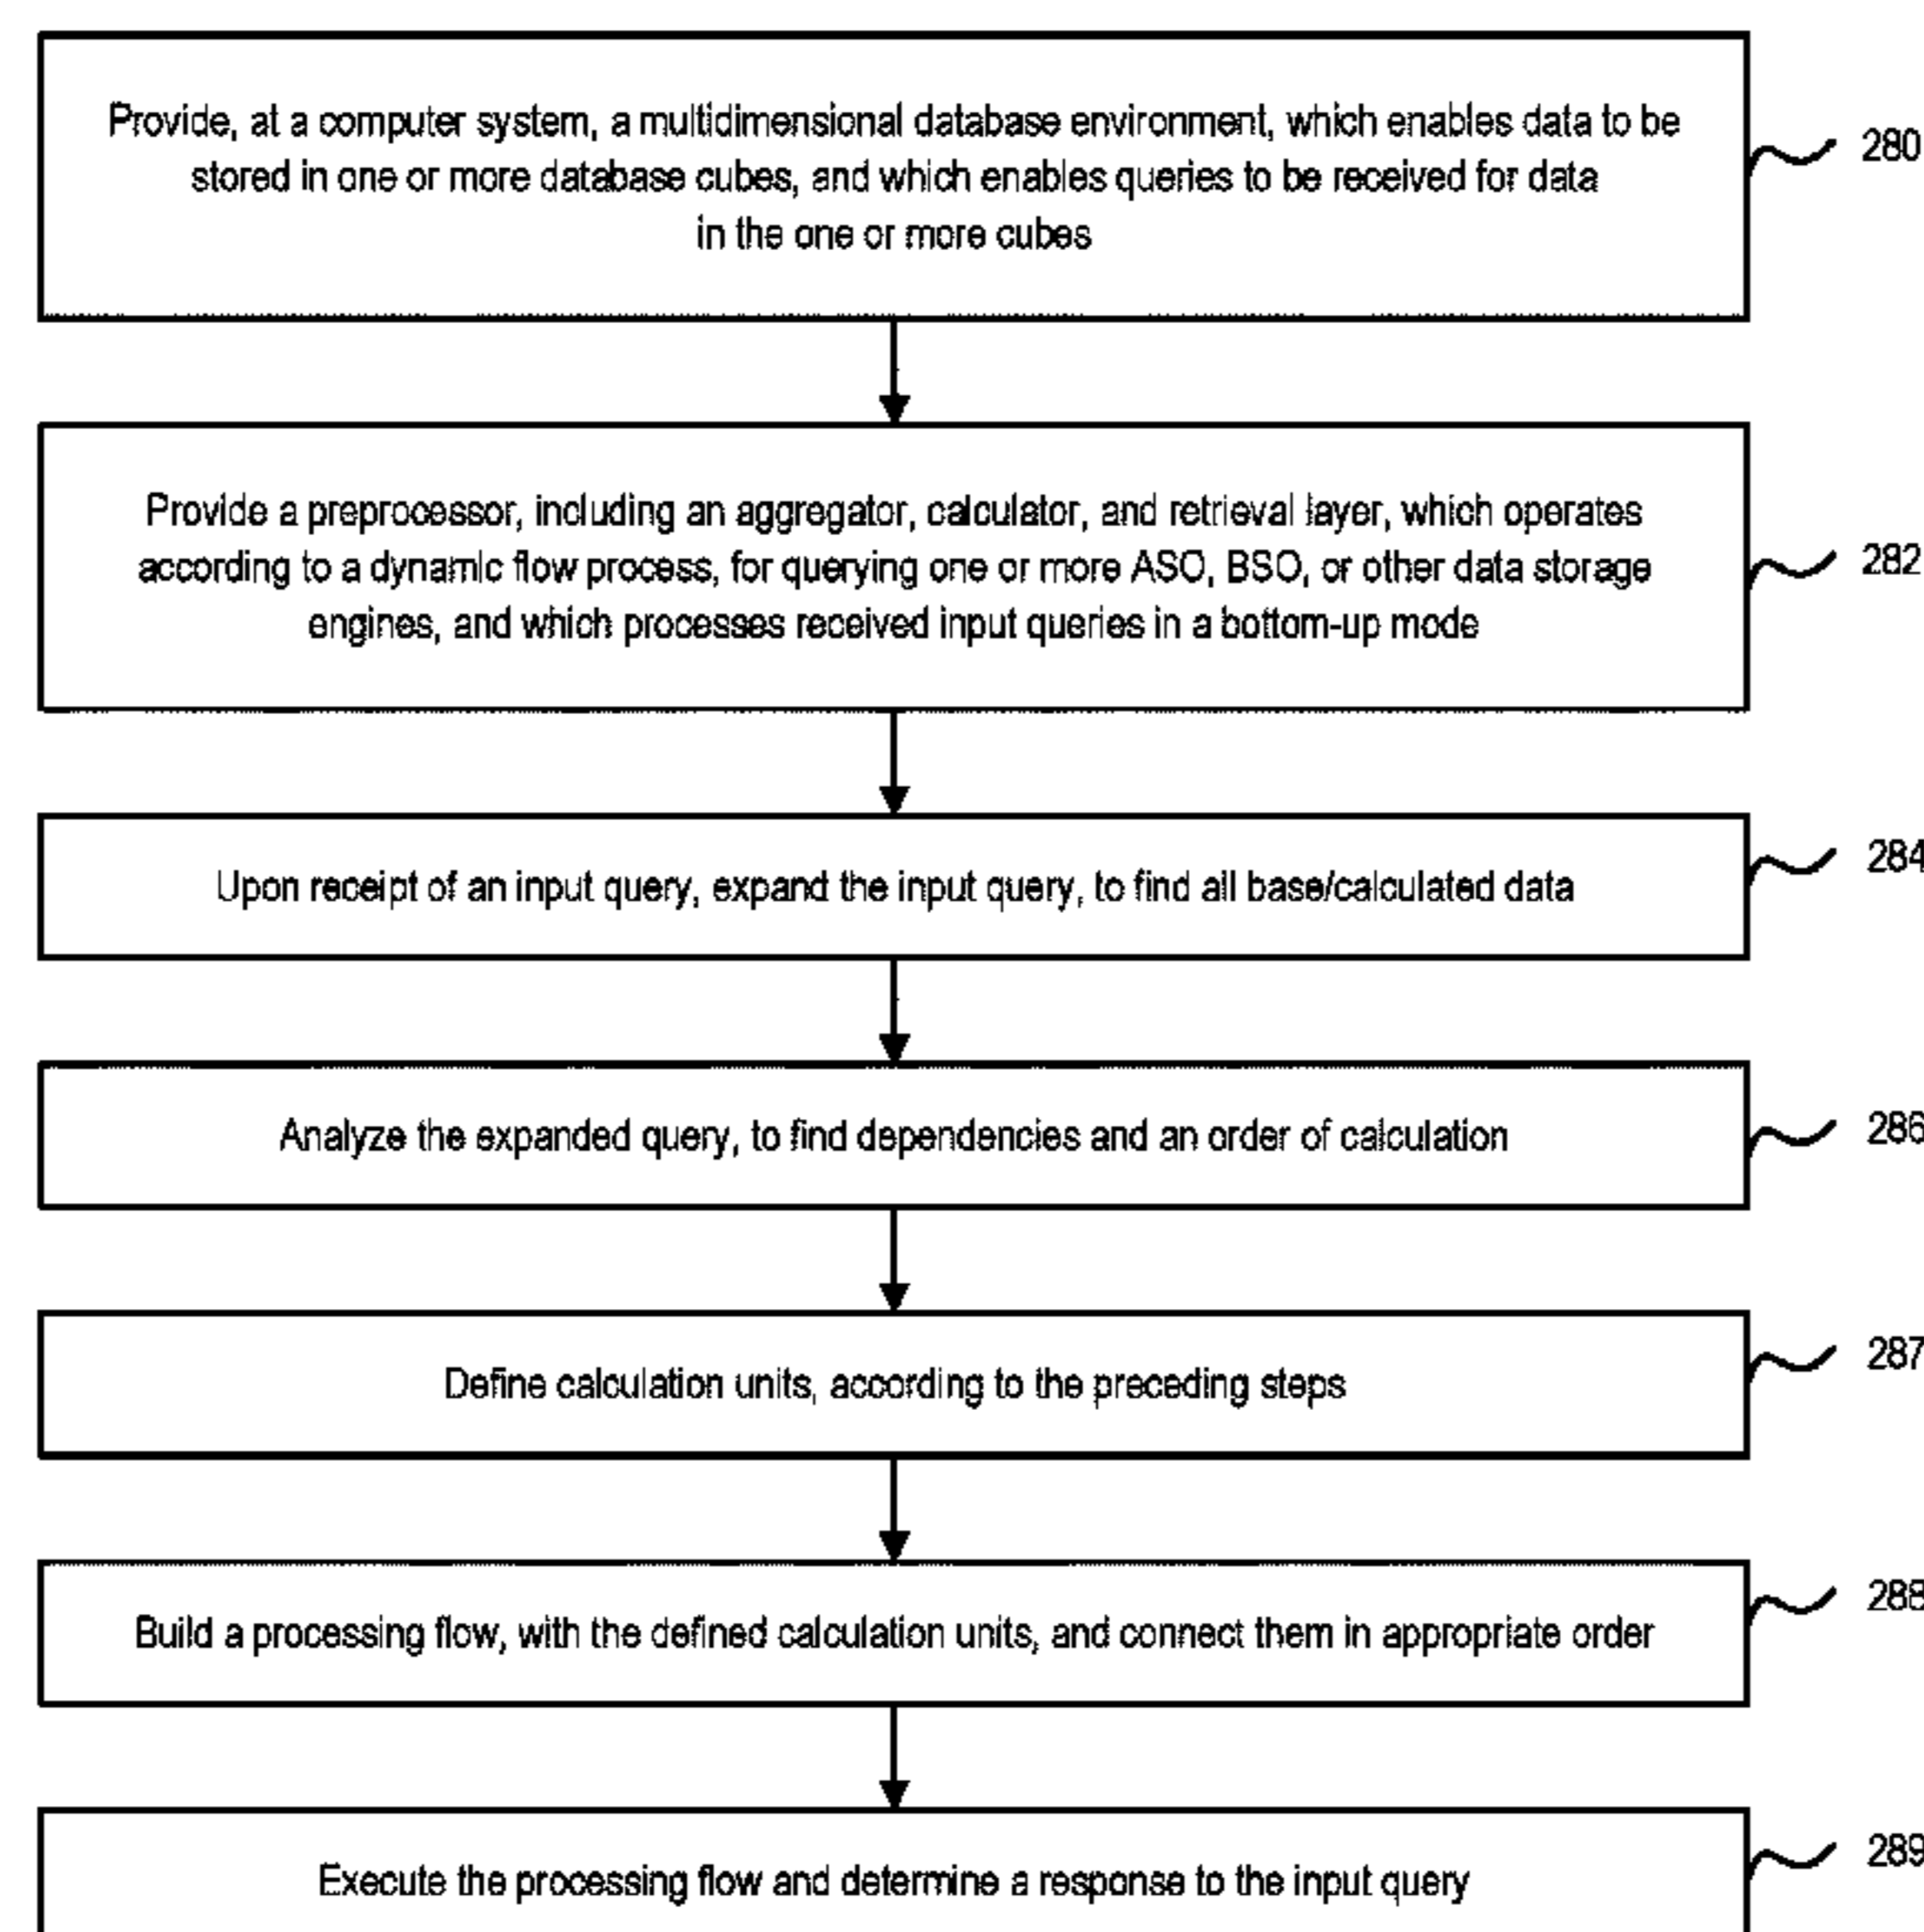 Provide, at a computer system, a multidimensional database environment, which enables data to be
stored in one or more database cubes, and which enables queries to be received for data
in the one or more cubes
280
Provide a preprocessor, including an aggregator, calculator, and retrieval layer, which operates
according to a dynamic flow process, for querying one or more ASO, BSO, or other data storage
engines, and which processes received input queries in a bottom-up mode
282
Upon receipt of an input query, expand the input query, to find all base/calculated data
284
Analyze the expanded query, to find dependencies and an order of calculation
286
Define calculation units, according to the preceding steps
287
Build a processing flow, with the defined calculation units, and connect them in appropriate order
288
Execute the processing flow and determine a response to the input query
289